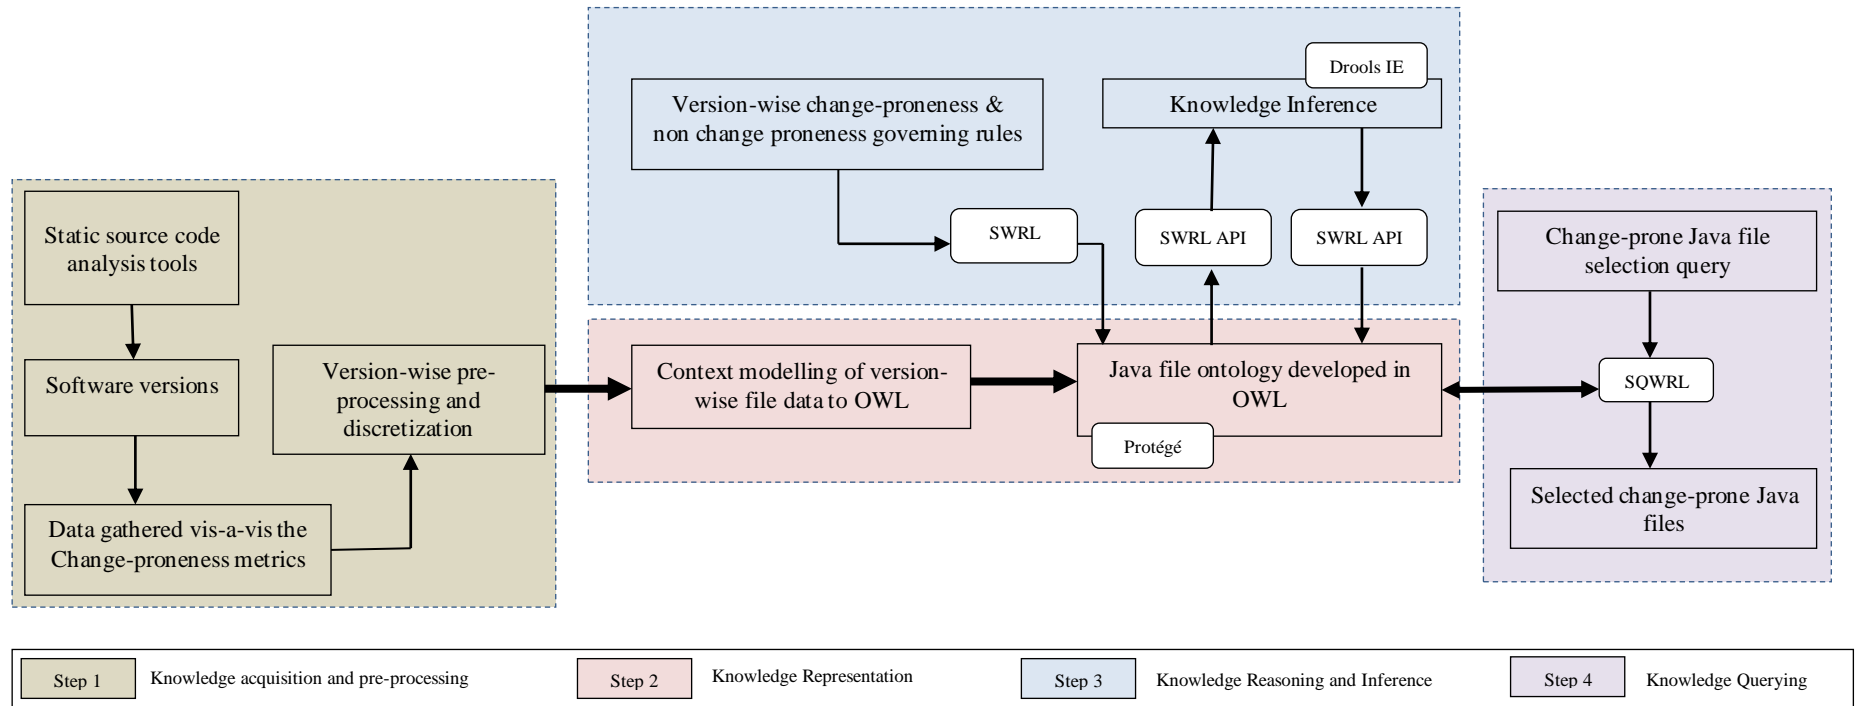 Drools IE
Version-wise change-proneness &
non change proneness governing rules
Knowledge Inference
Static source code
analysis tools
SWRL
SWRL API
SWRL API
Change-prone Java file
selection query
Software versions
Version-wise pre-
processing and
discretization
Context modelling of version-
wise file data to OWL
Java file ontology developed in
OWL
Protégé
SQWRL
Data gathered vis-a-vis the
Change-proneness metrics
Selected change-prone Java
files
Step 1
Knowledge acquisition and pre-processing
Step 2
Knowledge Representation
Step 3
Knowledge Reasoning and Inference
Step 4
Knowledge Querying